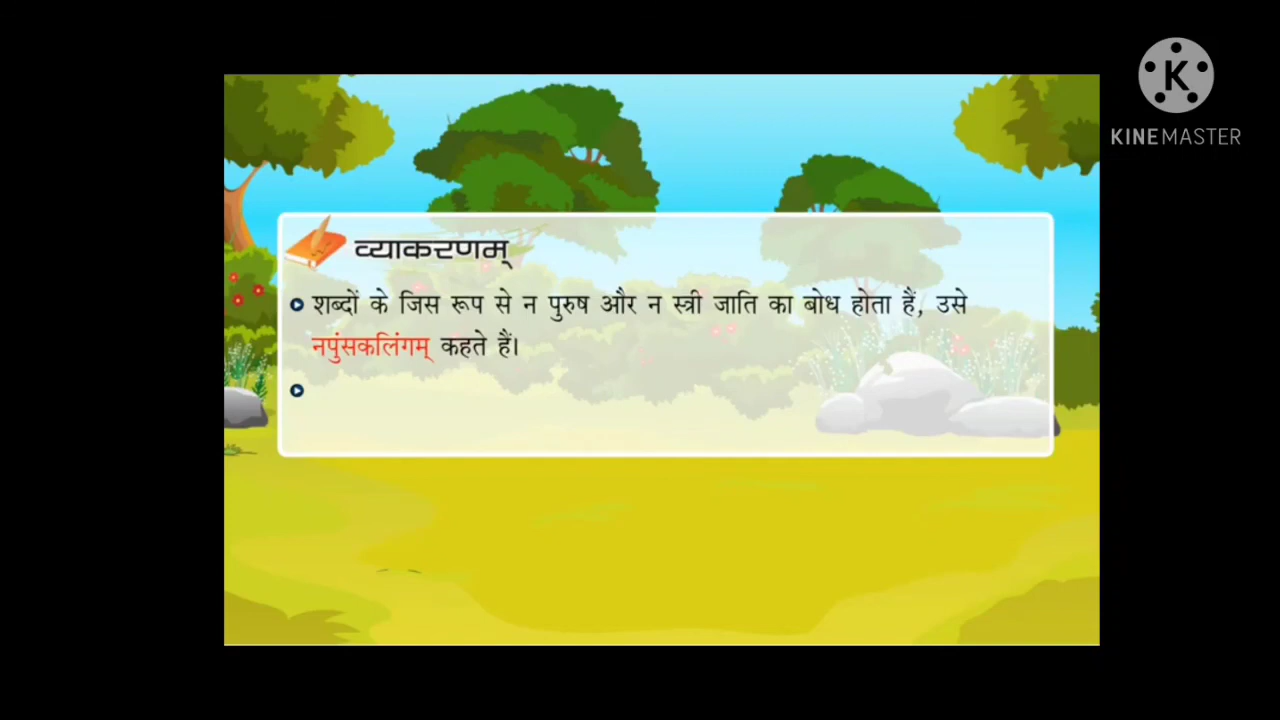 K
KINEMASTER
व्याकरणम्
शब्दों के जिस रूप से न पुरुष और न स्त्री जाति का बोध होता हैं, उसे
नपुंसकलिंगम् कहते हैं।